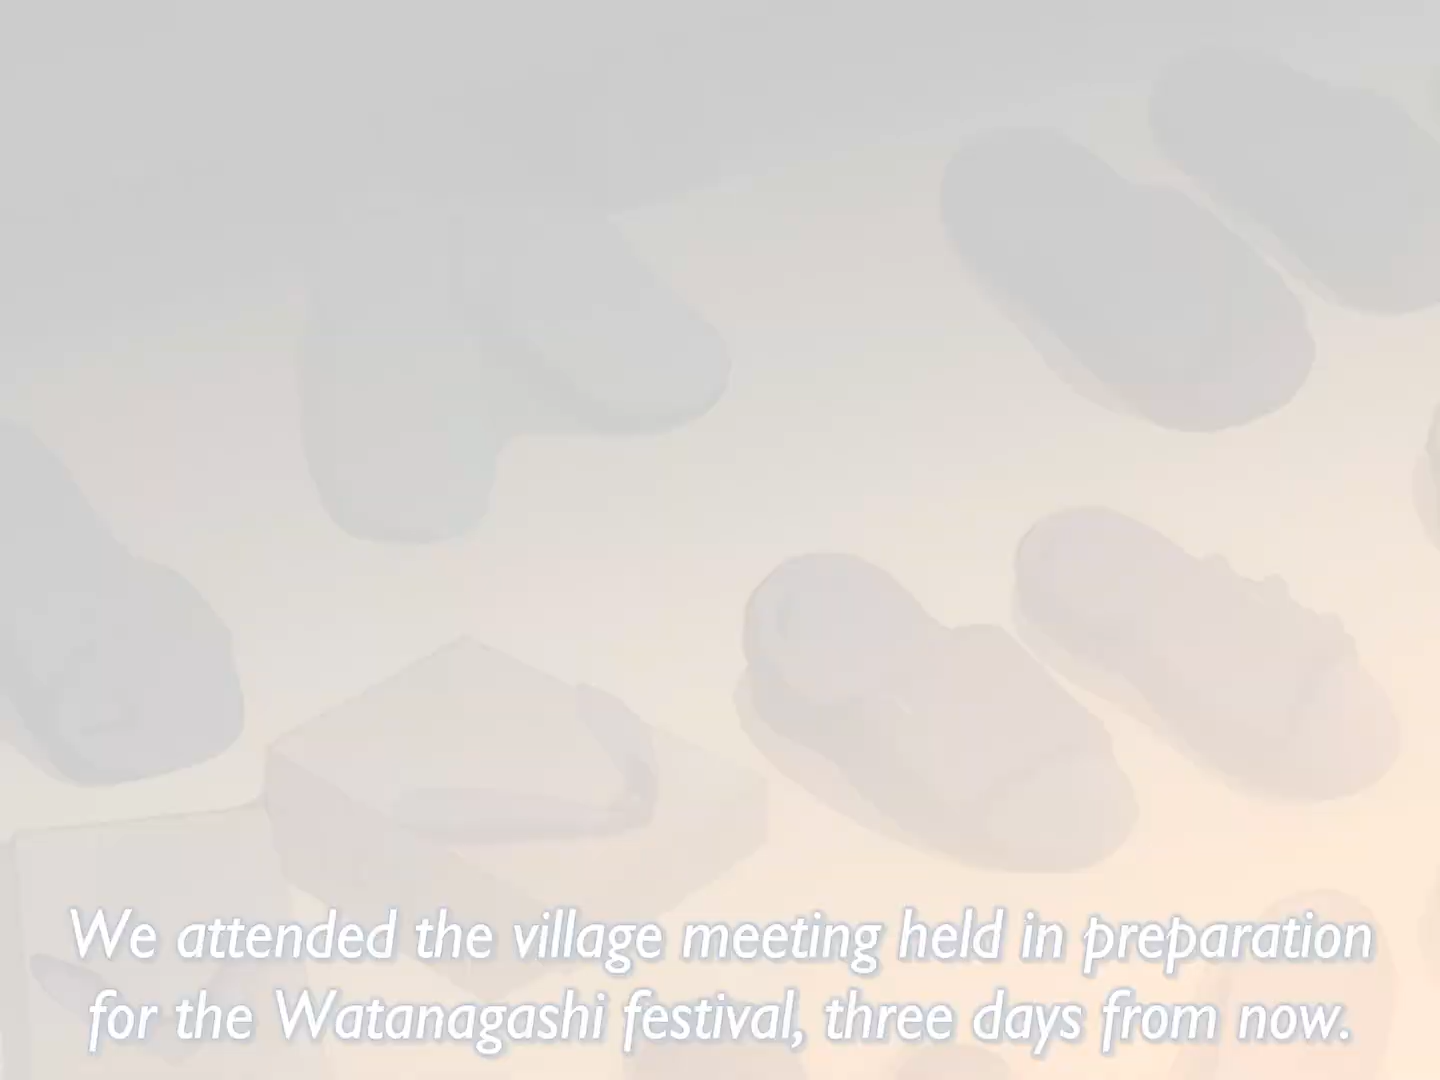 We attended the village meeting held in preparation
for the Watanagashi festival, three days from now.